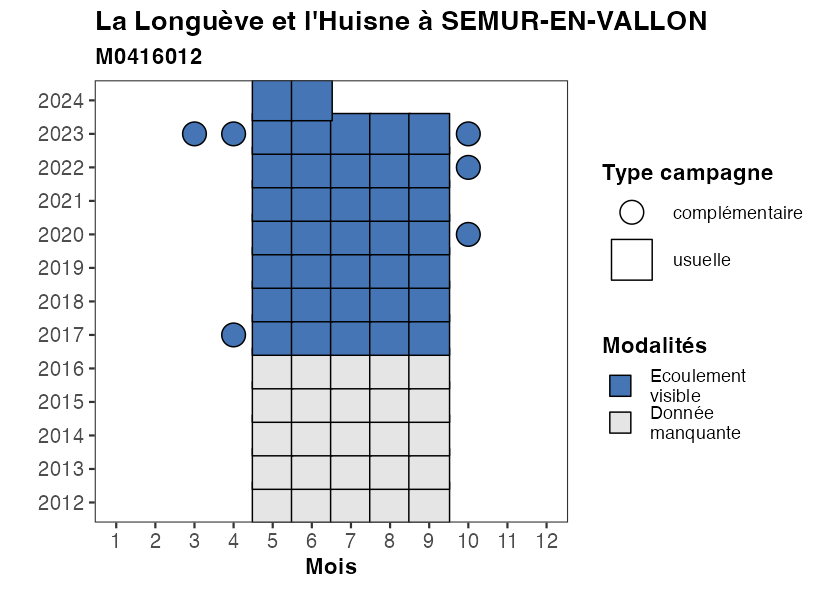 La Longuève et l'Huisne à SEMUR-EN-VALLON
M0416012
2024
2023
2022
2021
2020
2019
2018
2017
2016
2015
2014
2013
2012
1 2 3 4 5 6 7 8 9 10 11 12
Mois
Type campagne
complémentaire
usuelle
Modalités
Ecoulement
visible
Donnée
manquante